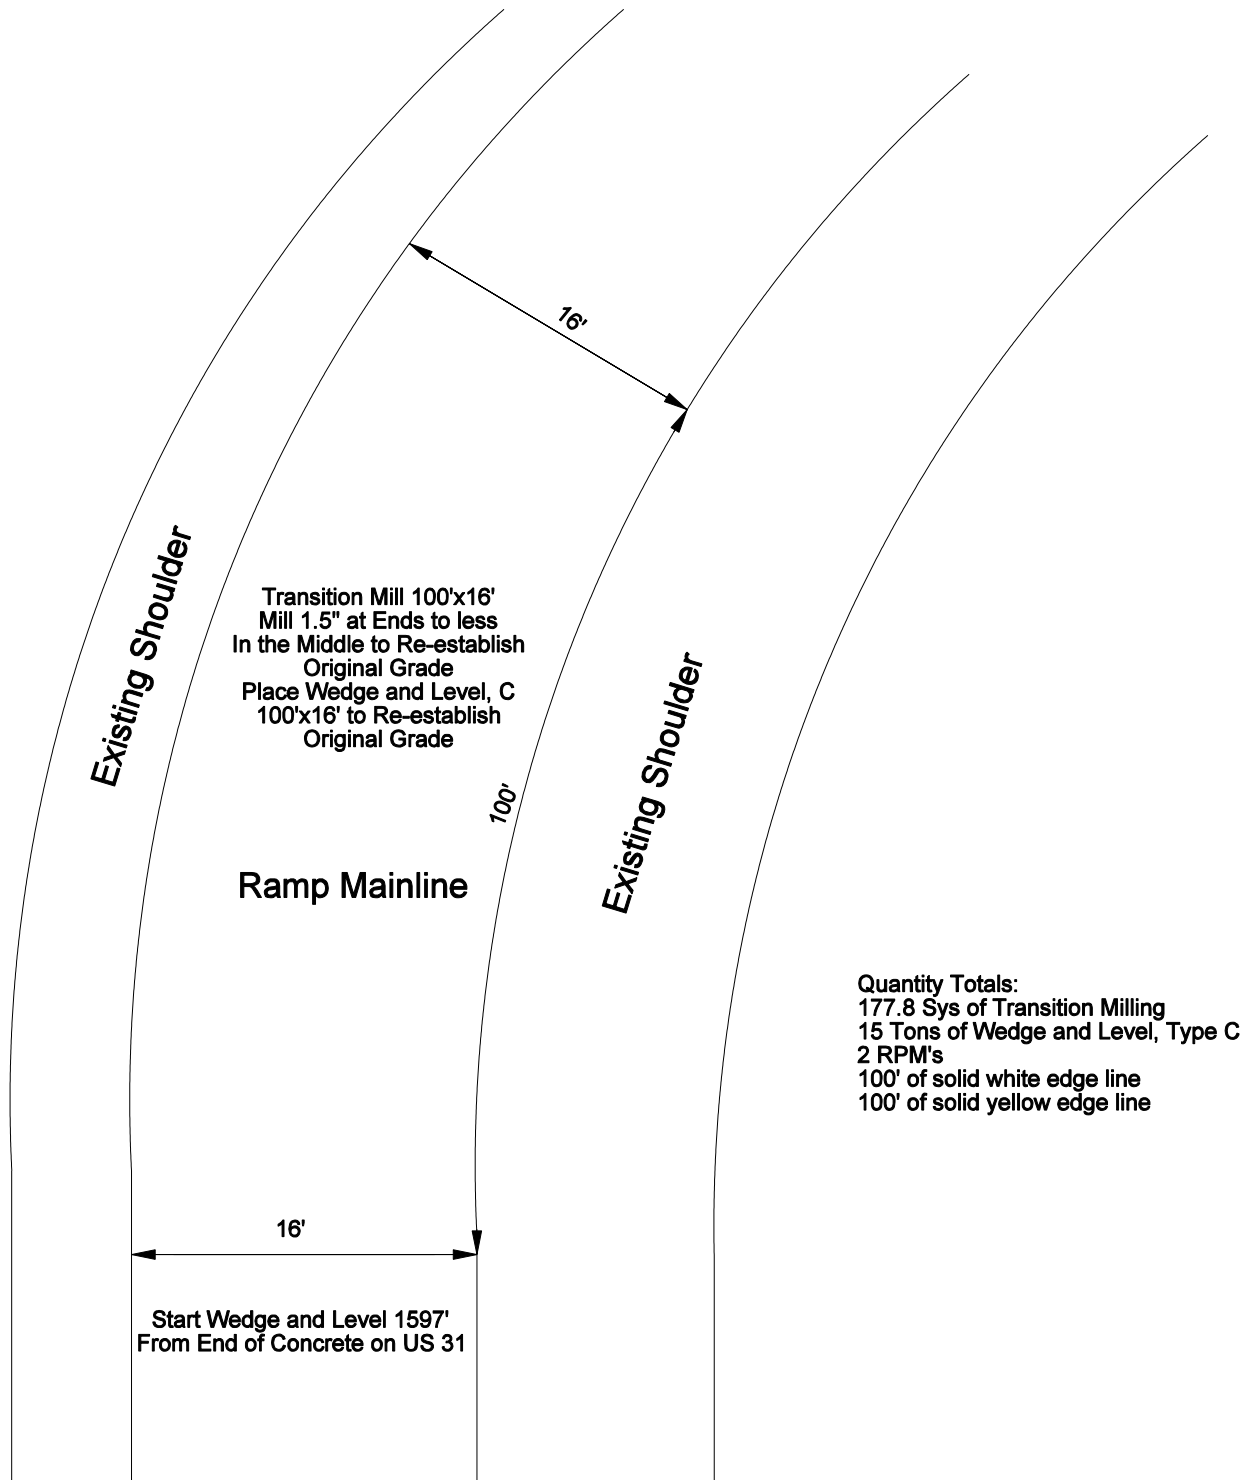 16'
Existing Shoulder
Transition Mill 100'x16'
Mill 1.5" at Ends to less
In the Middle to Re-establish
Original Grade
Place Wedge and Level, C
100'x16' to Re-establish
Original Grade
Existing Shoulder
100'
Ramp Mainline
Quantity Totals:
177.8 Sys of Transition Milling
15 Tons of Wedge and Level, Type C
2 RPM's
100' of solid white edge line
100' of solid yellow edge line
16'
Start Wedge and Level 1597'
From End of Concrete on US 31